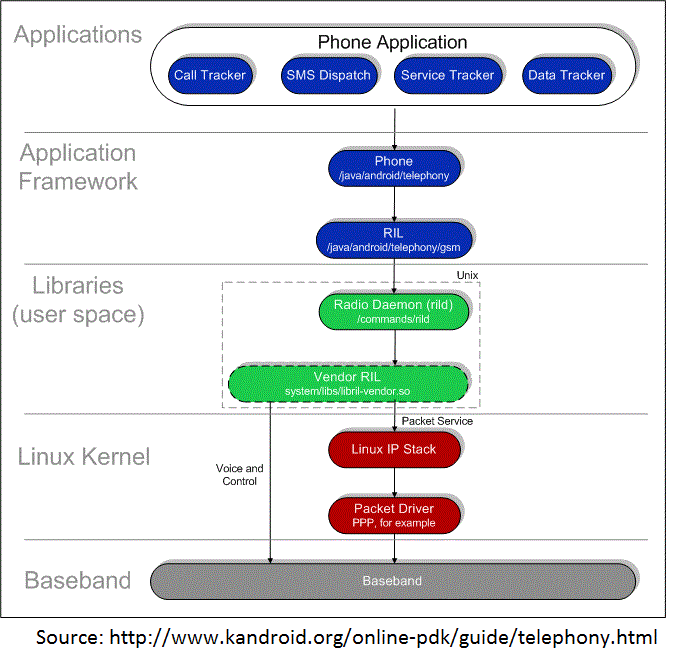 Applications
Phone Application
Call Tracker
SMS Dispatch
Service Tracker
Data Tracker
Application
Framework
Phone
/java/android/telephony
RIL
/java/android/telephony/gsm
Libraries
(user space)
Unix
Radio Daemon (rild)
/commands/rild
Vendor RIL
system/libs/libril-vendor.so
Packet Service
Linux Kernel
Linux IP Stack
Voice and
Control
Packet Driver
PPP, for example
Baseband
Baseband
Source: http://www.kandroid.org/online-pdk/guide/telephony.html